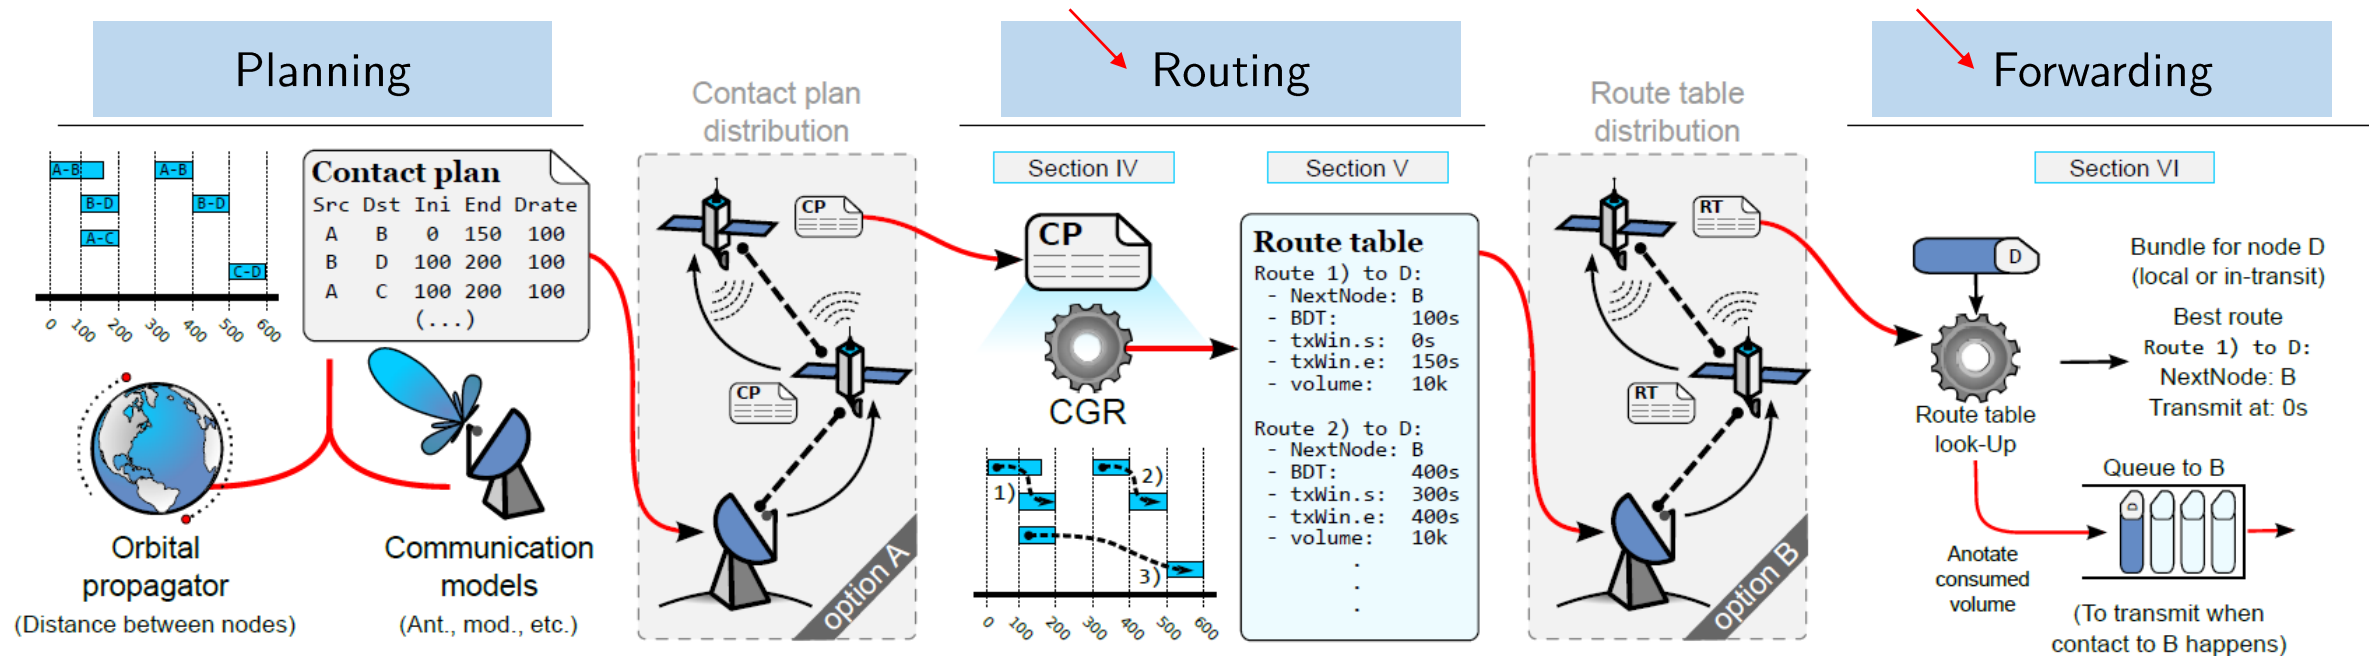 Planning
A-B
A-B
B-D
B-D
A-C
C-D
0 100 200 300 400 500 600
Contact plan
Src Dst Ini End Drate
A B 0 150 100
B D 100 200 100
A C 100 200 100
(...)
Orbital
propagator
(Distance between nodes)
Communication
models
(Ant., mod., etc.)
Contact plan
distribution
CP
CP
option A
Routing
Section IV
Section V
CP
CGR
1)
2)
3)
0 100 200 300 400 500 600
Route table
Route 1) to D:
- NextNode: B
- BDT: 100s
- txWin.s: 0s
- txWin.e: 150s
- volume: 10k
Route 2) to D:
- NextNode: B
- BDT: 400s
- txWin.s: 300s
- txWin.e: 400s
- volume: 10k
.
.
.
Route table
distribution
RT
RT
option B
Forwarding
Section VI
D
Bundle for node D
(local or in-transit)
Best route
Route 1) to D:
NextNode: B
Transmit at: 0s
Route table
look-Up
Queue to B
D
Anotate
consumed
volume
(To transmit when
contact to B happens)